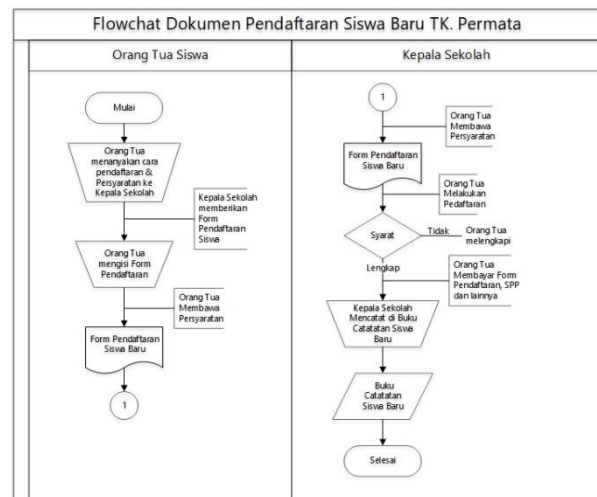 Flowchat Dokumen Pendaftaran Siswa Baru TK. Permata
Orang Tua Siswa
Kepala Sekolah
Mulai
Orang Tua
menanyakan cara
pendaftaran &
Persyaratan ke
Kepala Sekolah
Kepala Sekolah
memberikan
Form
Pendaftaran
Siswa
Orang Tua
mengisi Form
Pendaftaran
Orang Tua
Membawa
Persyaratan
Form Pendaftaran
Siswa Baru
1
1
Orang Tua
Membawa
Persyaratan
Form Pendaftaran
Siswa Baru
Orang Tua
Melakukan
Pedaftaran
Syarat
Tidak
Orang Tua
melengkapi
Lengkap
Orang Tua
Membayar Form
Pendaftaran, SPP
dan lainnya
Kepala Sekolah
Mencatat di Buku
Catatatan Siswa
Baru
Buku
Catatatan
Siswa Baru
Selesai